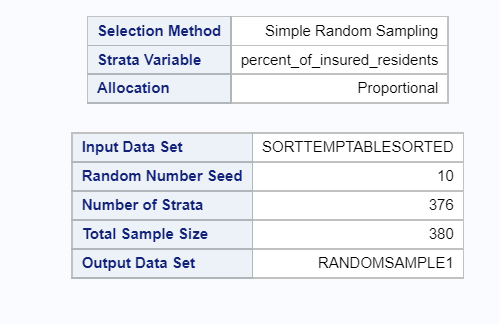 Selection Method Simple Random Sampling
Strata Variable percent_of_insured_residents
Allocation Proportional
Input Data Set SORTTEMPTABLESORTED
Random Number Seed 10
Number of Strata 376
Total Sample Size 380
Output Data Set RANDOMSAMPLE1